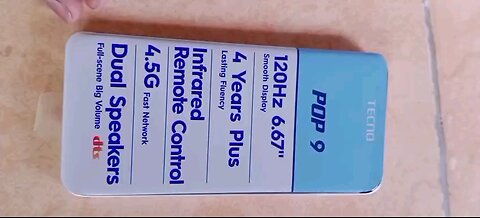 TECNO
POP 9
120Hz 6.67"
Smooth Display
4 Years Plus
Lasting Fluency
Infrared
Remote Control
4.5G Fast Network
Dual Speakers
Full-scene Big Volume dts